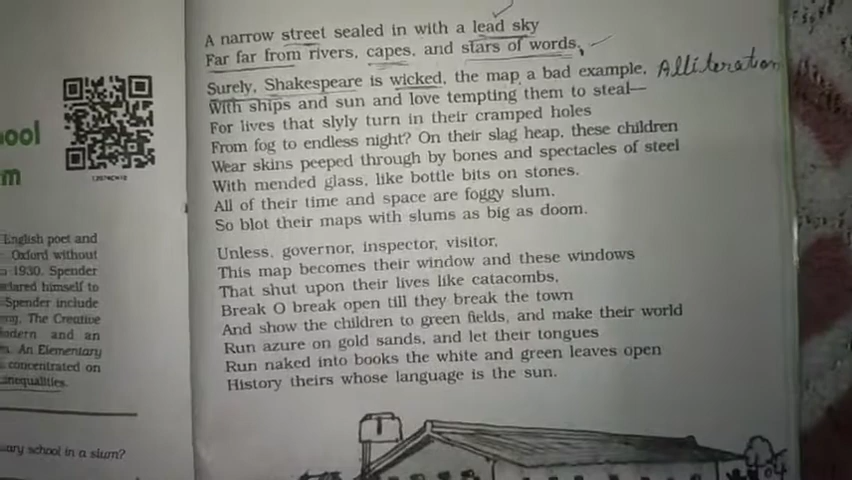 A narrow street sealed in with a lead sky
Far far from rivers, capes, and stars of words.
Surely, Shakespeare is wicked, the map a bad example, Alliteration
With ships and sun and love tempting them to steal—
For lives that slyly turn in their cramped holes
From fog to endless night? On their slag heap, these children
Wear skins peeped through by bones and spectacles of steel
With mended glass, like bottle bits on stones.
All of their time and space are foggy slum.
So blot their maps with slums as big as doom.
Unless, governor, inspector, visitor,
This map becomes their window and these windows
That shut upon their lives like catacombs,
Break O break open till they break the town
And show the children to green fields, and make their world
Run azure on gold sands, and let their tongues
Run naked into books the white and green leaves open
History theirs whose language is the sun.
ool
m
English poet and
Oxford without
1930. Spender
clared himself to
Spender include
ng, The Creative
odern and an
An Elementary
concentrated on
inequalities.
ary school in a slum?